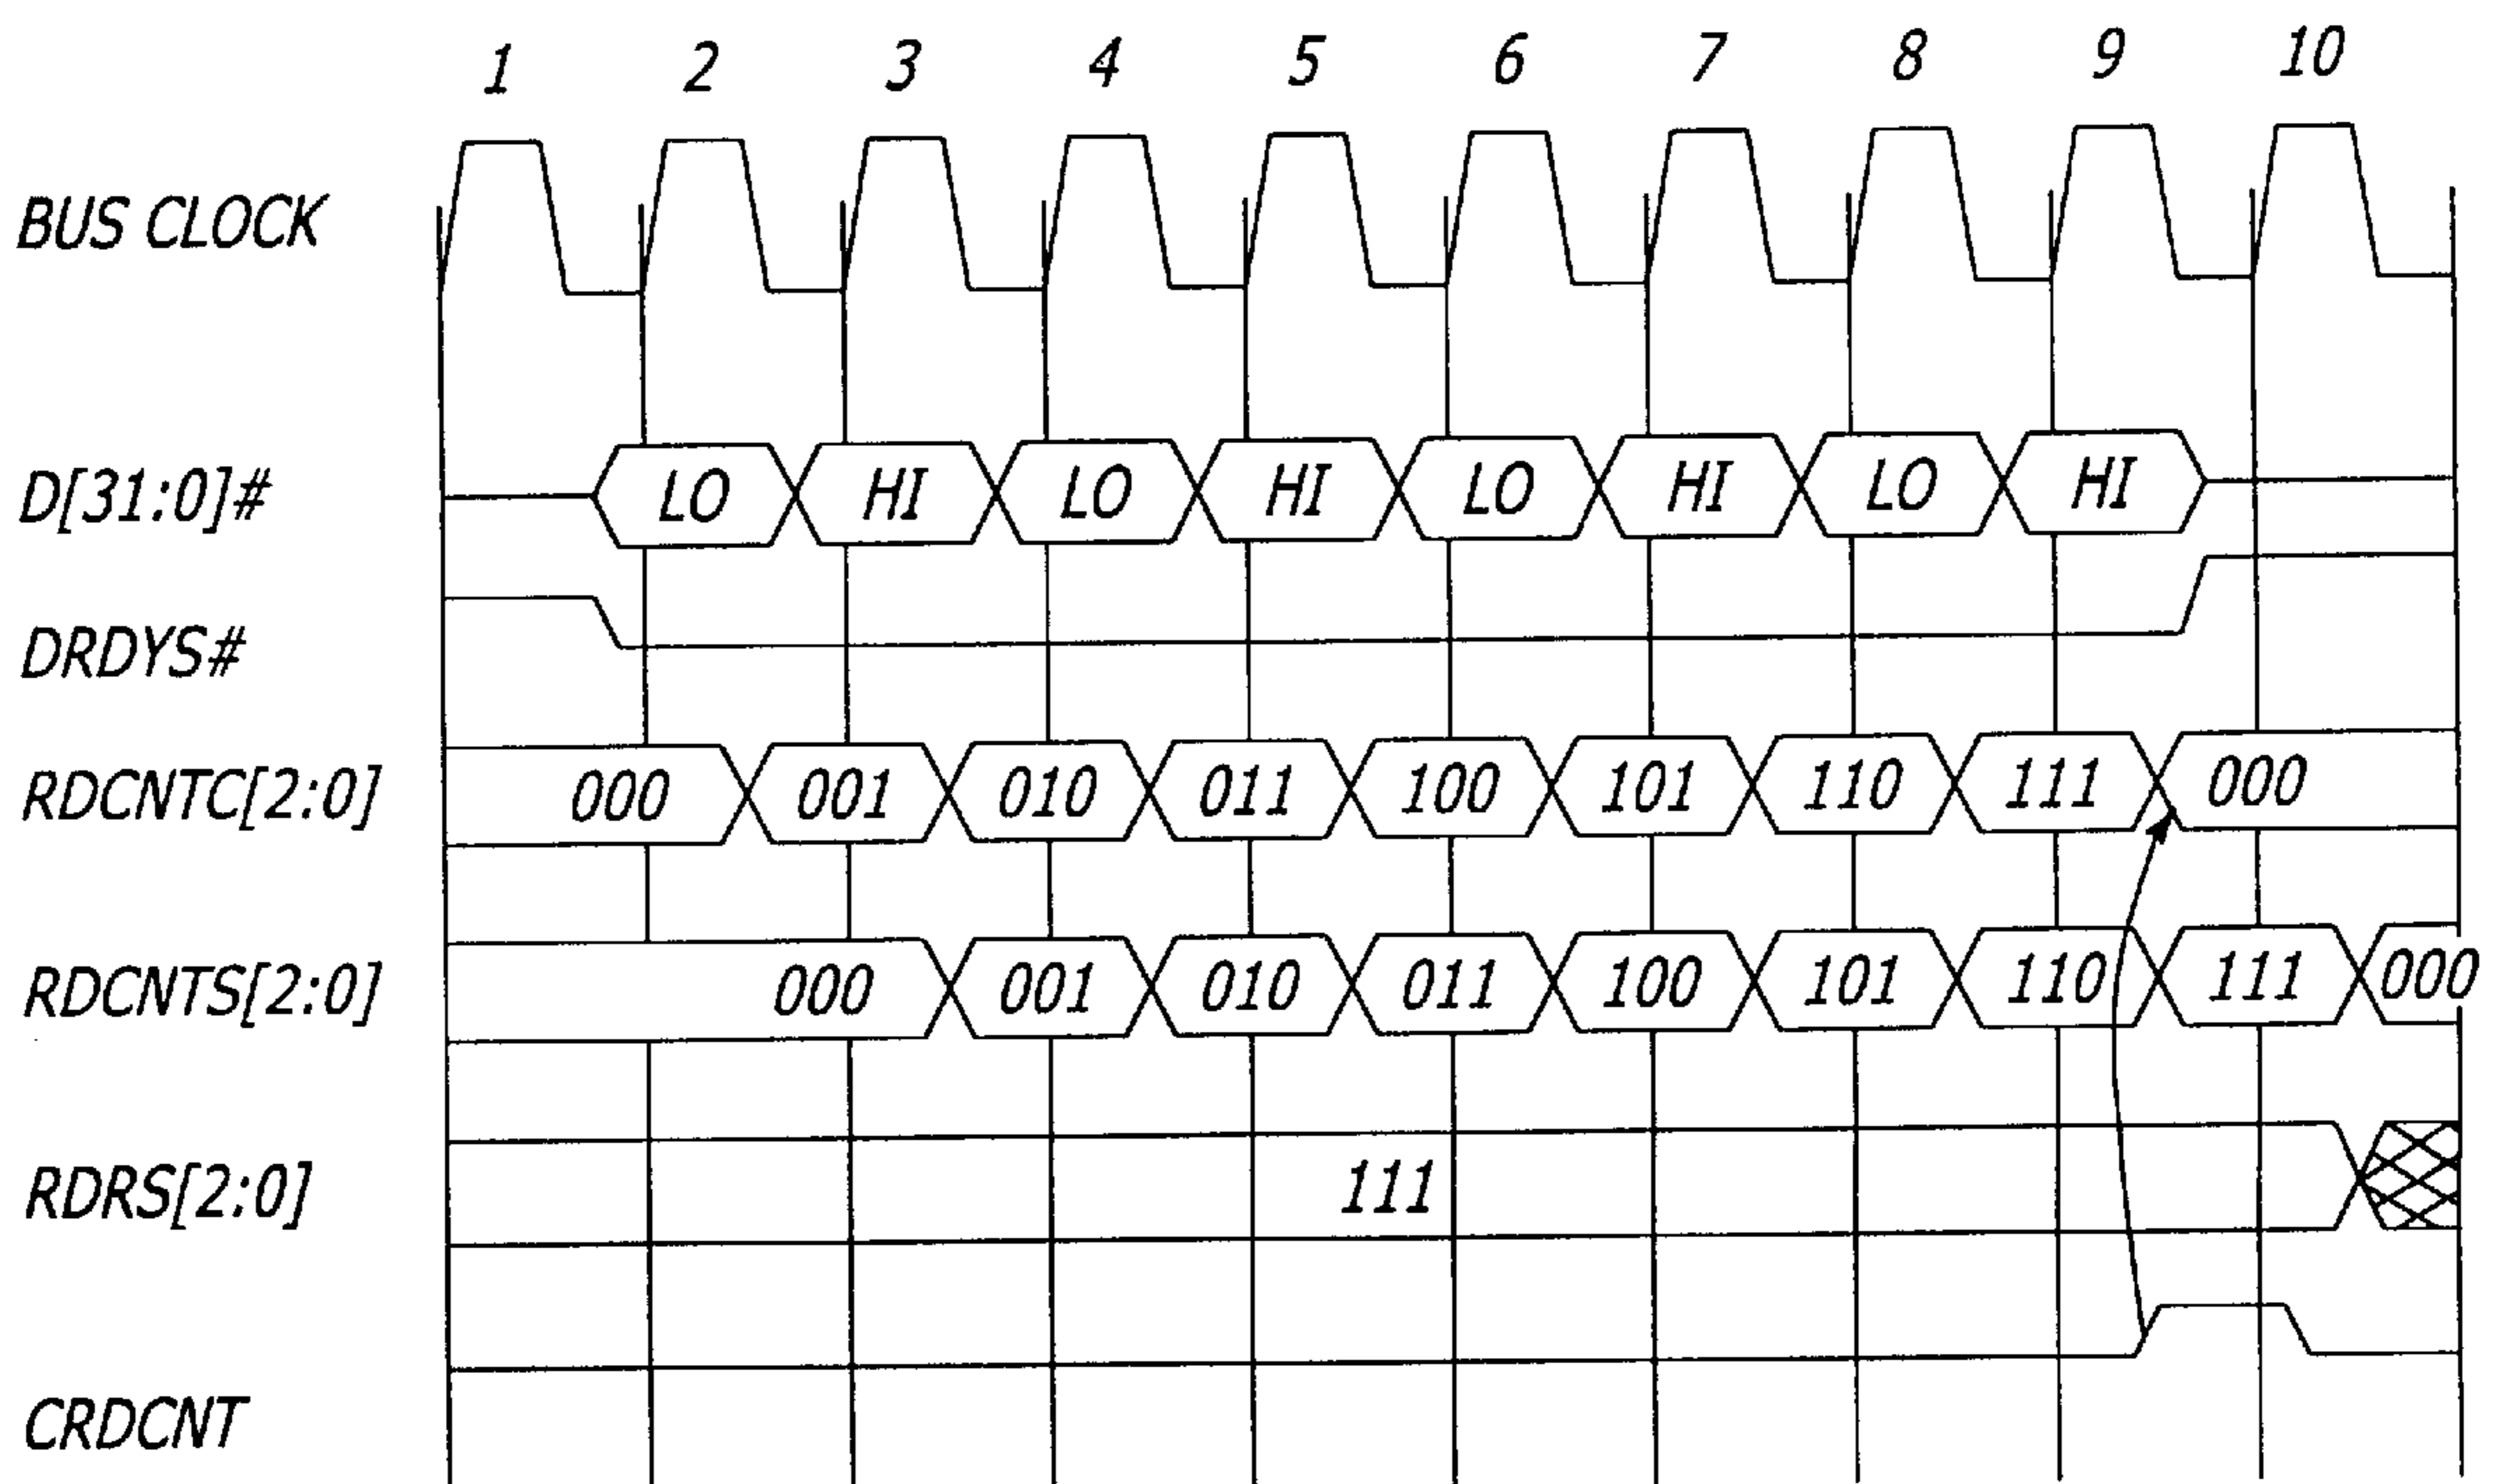 1 2 3 4 5 6 7 8 9 10
BUS CLOCK
D[31:0]# LO HI LO HI LO HI LO HI
DRDYS#
RDCNTC[2:0] 000 001 010 011 100 101 110 111 000
RDCNTS[2:0] 000 001 010 011 100 101 110 111 000
RDRS[2:0] 111
CRDCNT